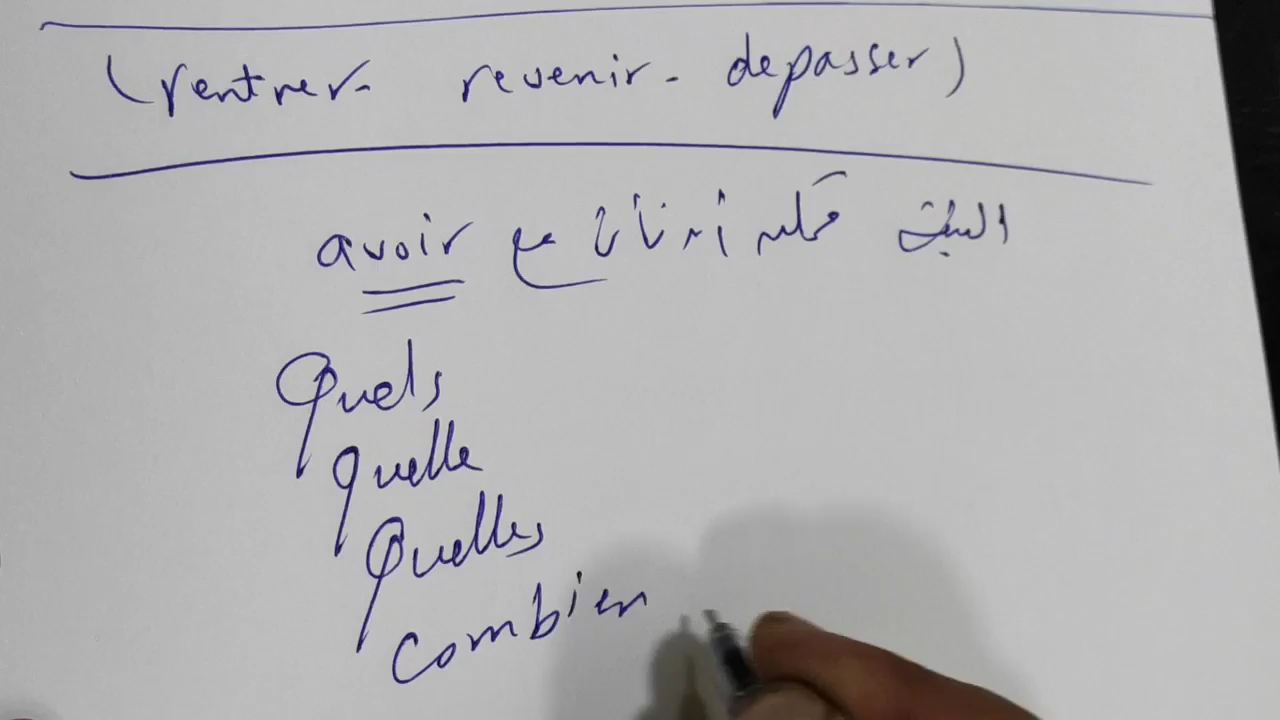 (rentrer - revenir - depasser)
مع avoir
Quels
quelle
Quelles
combien